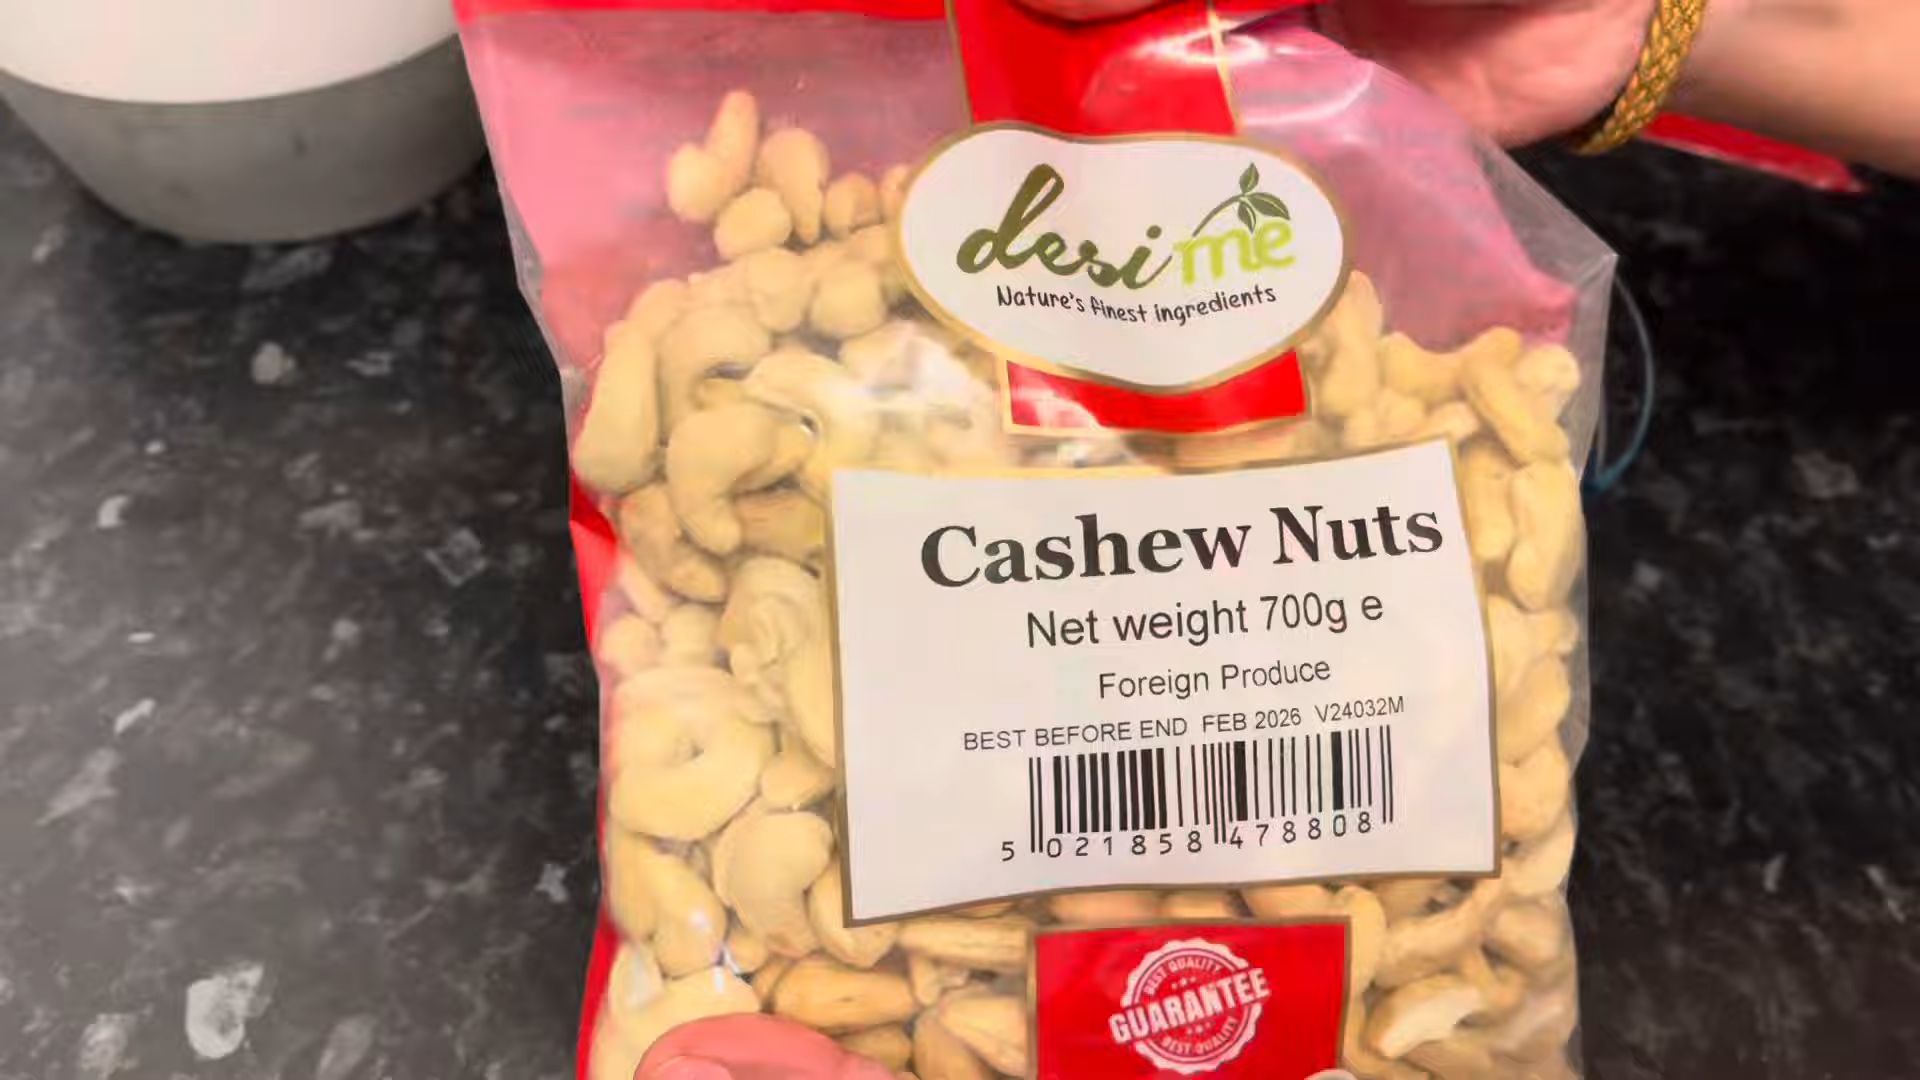 desi me
Nature's finest ingredients
Cashew Nuts
Net weight 700g e
Foreign Produce
BEST BEFORE END FEB 2026 V24032M
5 021858 478808
BEST QUALITY
GUARANTEE
BEST QUALITY